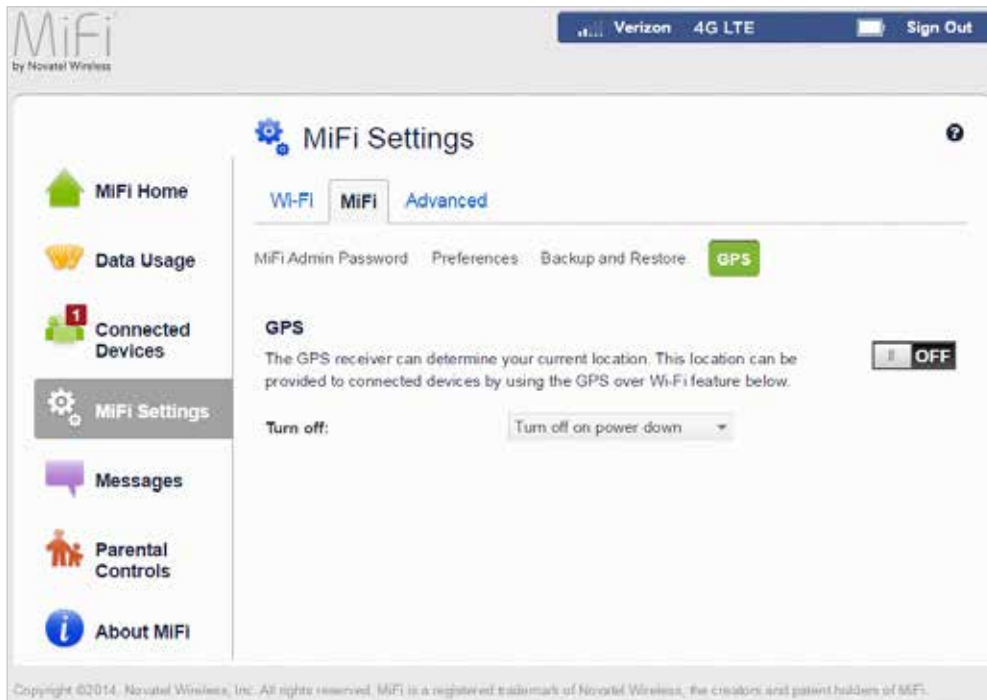 MiFi
by Novatel Wireless
Verizon 4G LTE Sign Out
MiFi Settings
?
MiFi Home
Data Usage
1
Connected
Devices
MiFi Settings
Messages
Parental
Controls
i
About MiFi
Wi-Fi MiFi Advanced
MiFi Admin Password Preferences Backup and Restore GPS
GPS
The GPS receiver can determine your current location. This location can be
provided to connected devices by using the GPS over Wi-Fi feature below.
OFF
Turn off: Turn off on power down
Copyright ©2014. Novatel Wireless, Inc. All rights reserved. MiFi is a registered trademark of Novatel Wireless, the creators and patent holders of MiFi.